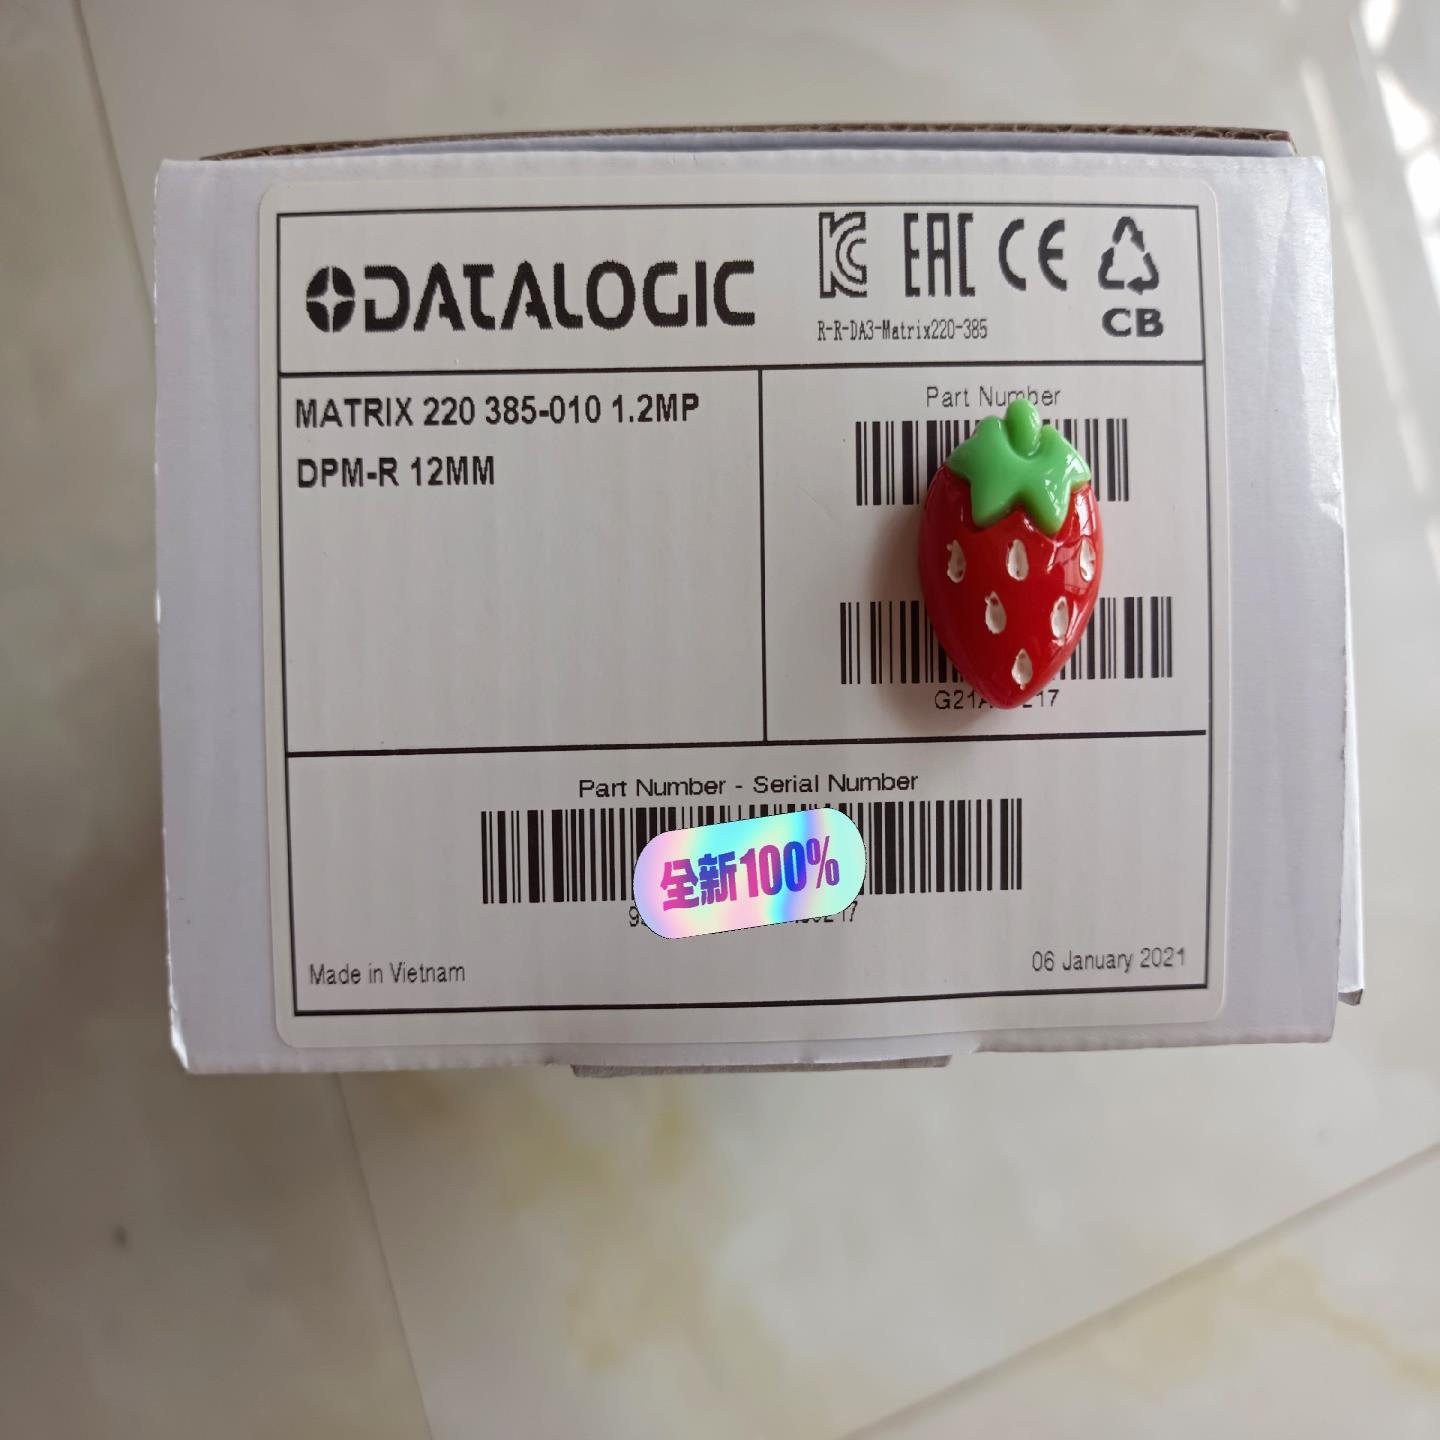 DATALOGIC
EAC CE
R-R-DA3-Matrix220-385
CB
MATRIX 220 385-010 1.2MP
DPM-R 12MM
Part Number
Part Number - Serial Number
全新100%
Made in Vietnam
06 January 2021